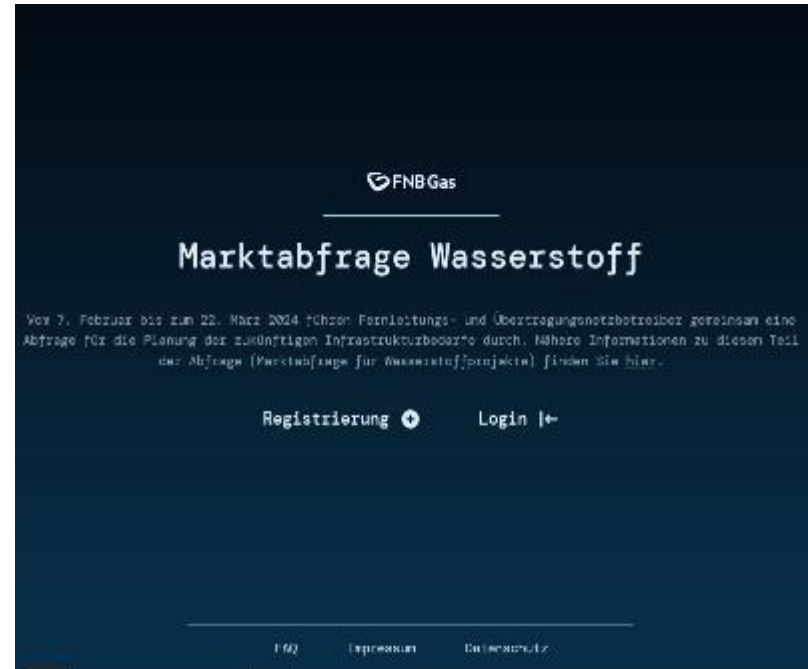 FNB Gas
Marktabfrage Wasserstoff
Vom 7. Februar bis zum 22. März 2024 führen Fernleitungs- und Übertragungsnetzbetreiber gemeinsam eine
Abfrage für die Planung der zukünftigen Infrastrukturbedarfe durch. Nähere Informationen zu diesem Teil
der Abfrage (Marktabfrage für Wasserstoffprojekte) finden Sie hier.
Registrierung Login
FAQ Impressum Datenschutz